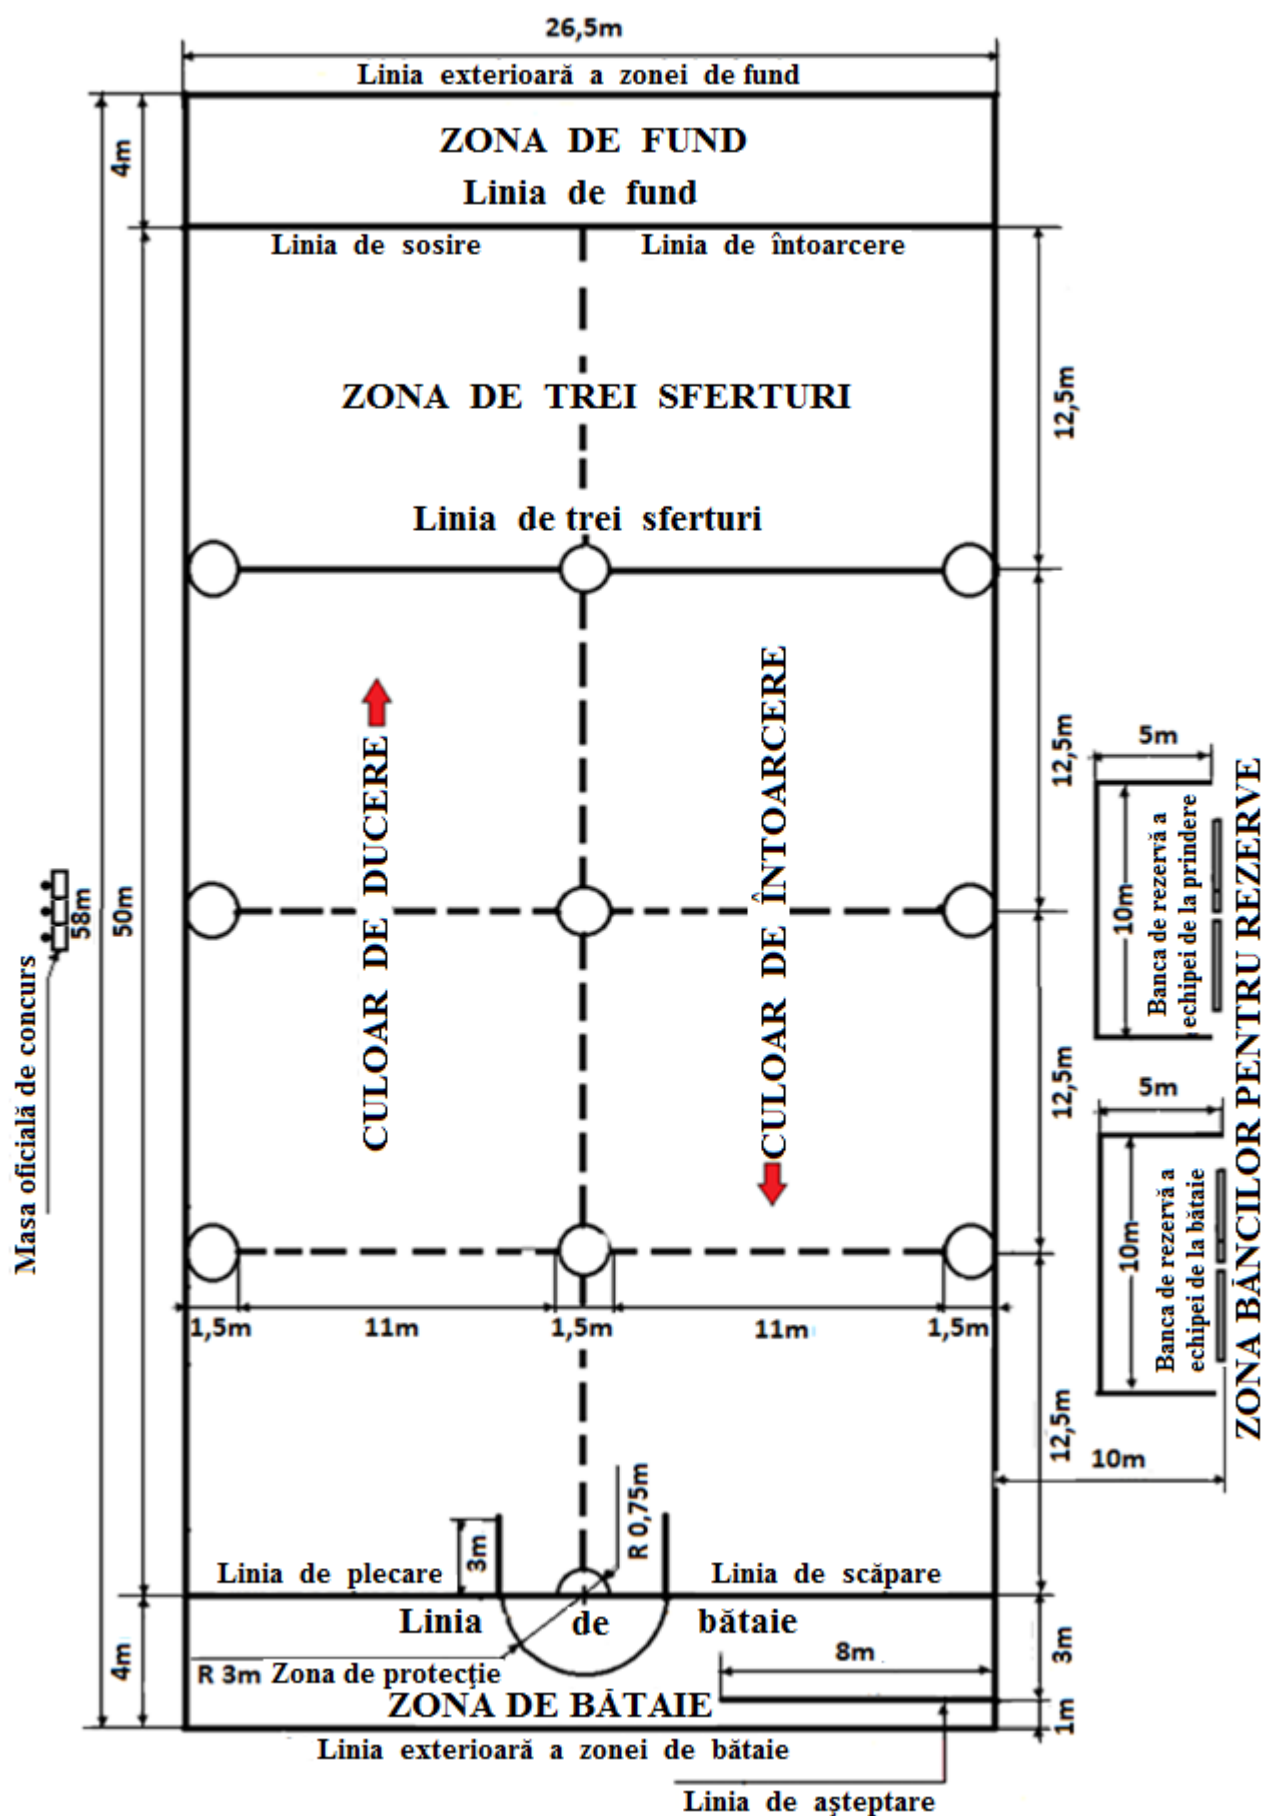 26,5m
Linia exterioară a zonei de fund
ZONA DE FUND
4m
Linia de fund
Linia de sosire
Linia de întoarcere
ZONA DE TREI SFERTURI
12,5m
Linia de trei sferturi
CULOAR DE DUCERE
CULOAR DE ÎNTOARCERE
12,5m
5m
10m
Banca de rezervă a
echipei de la prindere
ZONA BĂNCILOR PENTRU REZERVE
58m
50m
Masa oficială de concurs
12,5m
5m
10m
Banca de rezervă a
echipei de la bătaie
1,5m
11m
1,5m
11m
1,5m
12,5m
10m
R 0,75m
3m
Linia de plecare
Linia de scăpare
Linia de bătaie
4m
R 3m Zona de protecţie
8m
3m
ZONA DE BĂTAIE
1m
Linia exterioară a zonei de bătaie
Linia de aşteptare